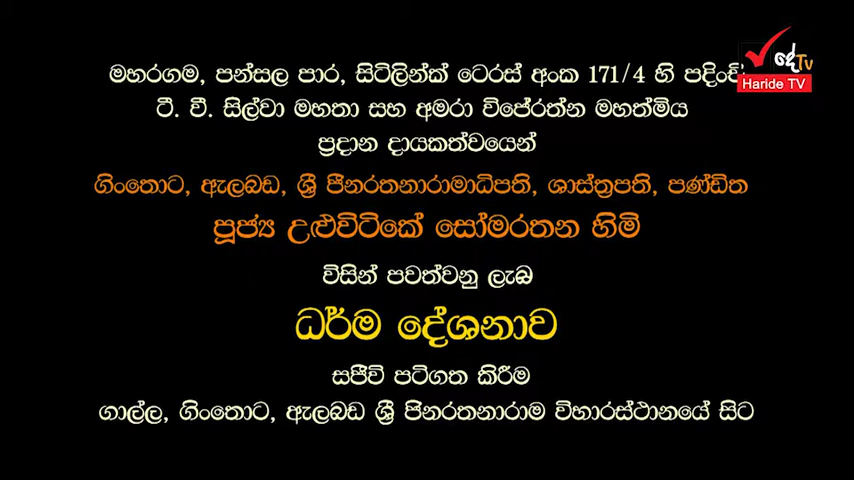 දේTv
Haride TV
මහරගම, පන්සල පාර, සිටිලින්ක් ටෙරස් අංක 171/4 හි පදිංචි
ටී. වී. සිල්වා මහතා සහ අමරා විජේරත්න මහත්මිය
ප්‍රදාන දායකත්වයෙන්
ගිංතොට, ඇලබඩ, ශ්‍රී ජීනරතනාරාමාධිපති, ශාස්ත්‍රපති, පණ්ඩිත
පූජ්‍ය උළුවිටිකේ සෝමරතන හිමි
විසින් පවත්වනු ලැබ
ධර්ම දේශනාව
සජීවි පටිගත කිරීම
ගාල්ල, ගිංතොට, ඇලබඩ ශ්‍රී ජිනරතනාරාම විහාරස්ථානයේ සිට